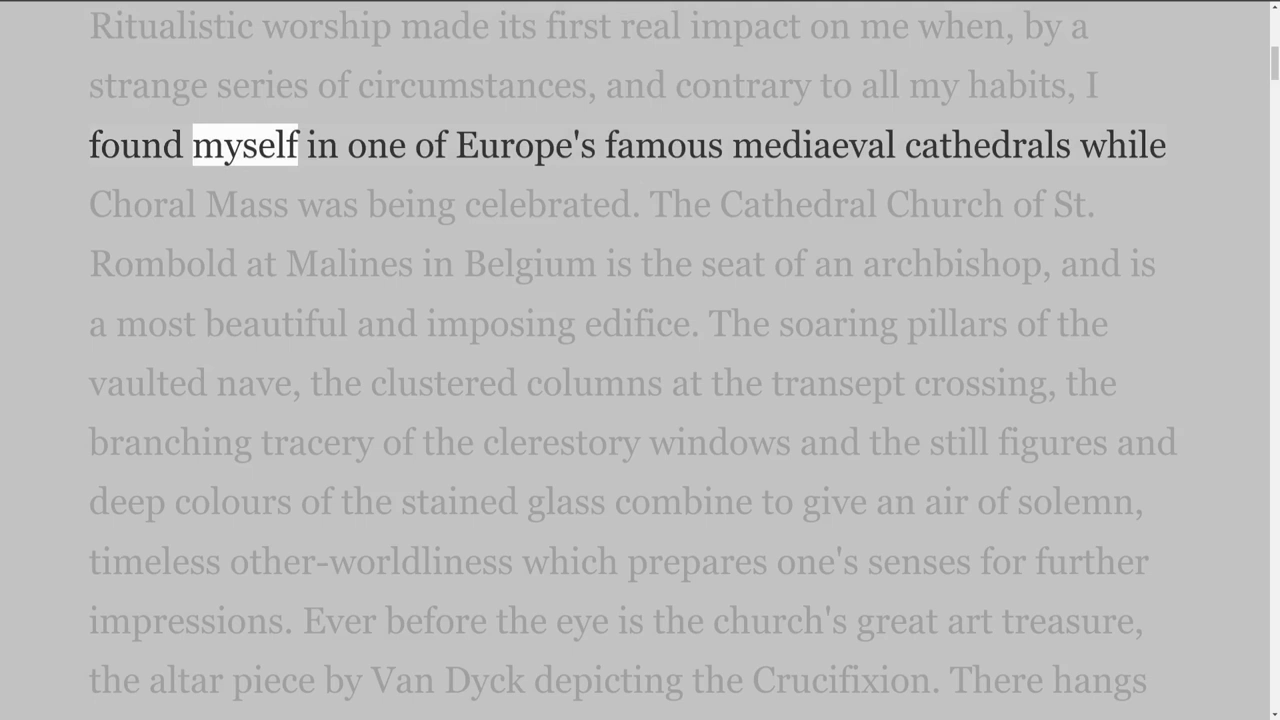 Ritualistic worship made its first real impact on me when, by a
strange series of circumstances, and contrary to all my habits, I
found myself in one of Europe's famous mediaeval cathedrals while
Choral Mass was being celebrated. The Cathedral Church of St.
Rombold at Malines in Belgium is the seat of an archbishop, and is
a most beautiful and imposing edifice. The soaring pillars of the
vaulted nave, the clustered columns at the transept crossing, the
branching tracery of the clerestory windows and the still figures and
deep colours of the stained glass combine to give an air of solemn,
timeless other-worldliness which prepares one's senses for further
impressions. Ever before the eye is the church's great art treasure,
the altar piece by Van Dyck depicting the Crucifixion. There hangs